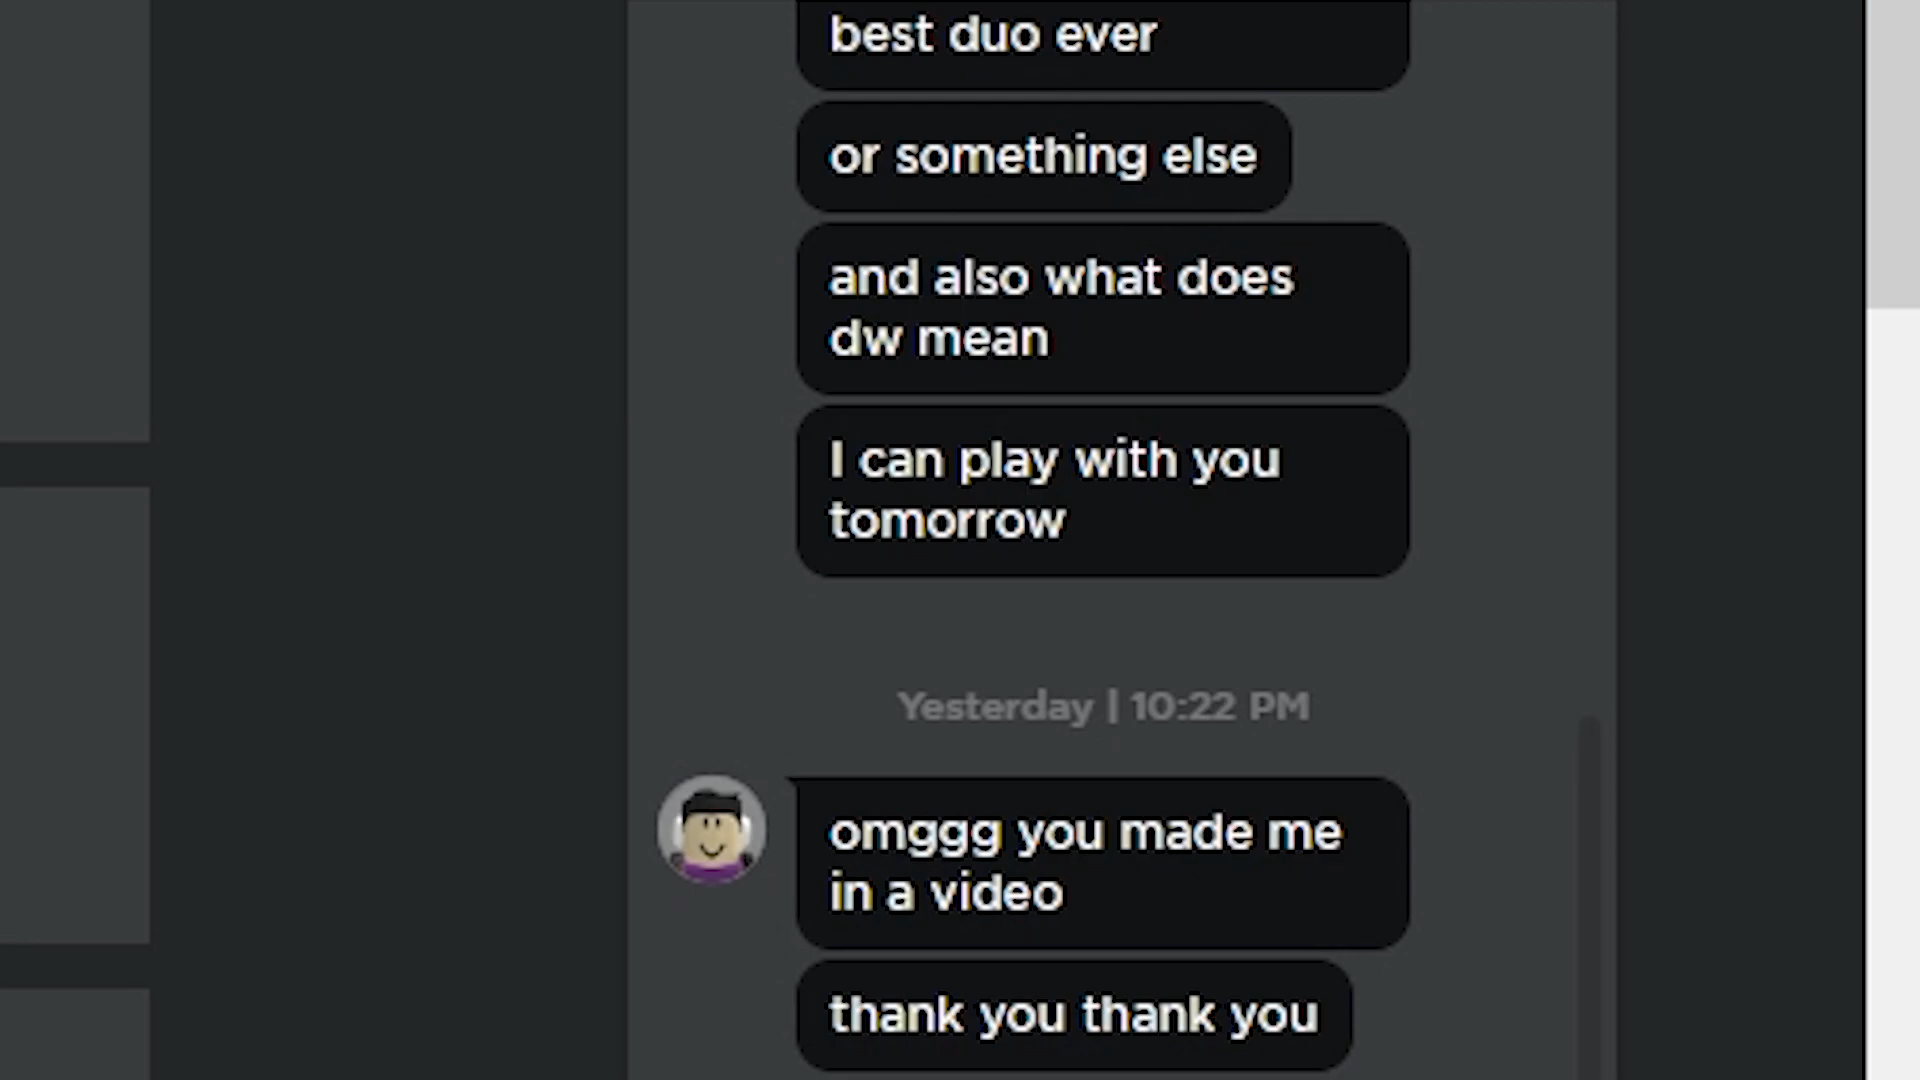 best duo ever
or something else
and also what does
dw mean
I can play with you
tomorrow
Yesterday | 10:22 PM
omggg you made me
in a video
thank you thank you